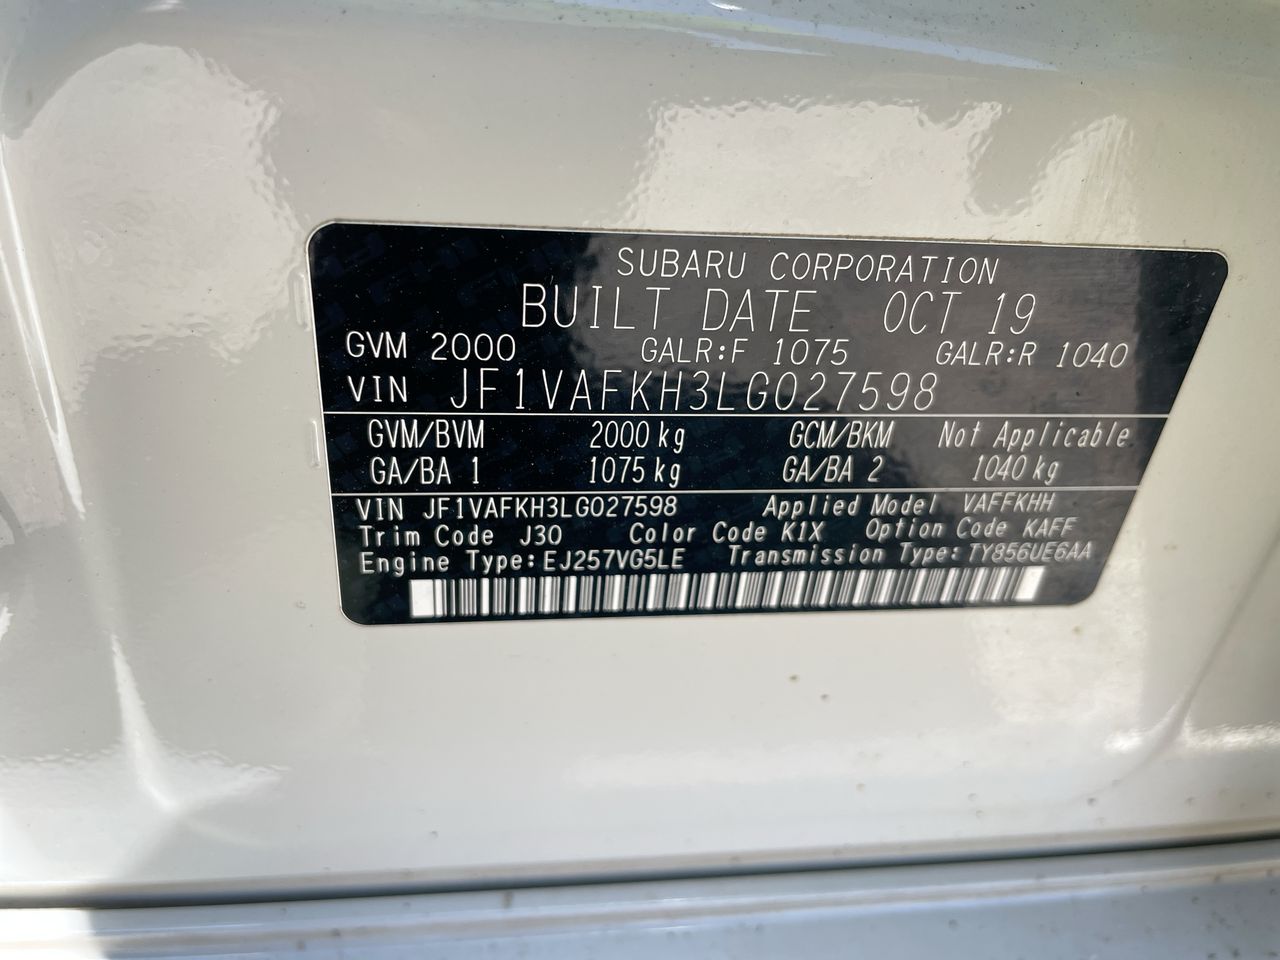 SUBARU CORPORATION
BUILT DATE OCT 19
GVM 2000 GALR:F 1075 GALR:R 1040
VIN JF1VAFKH3LG027598
GVM/BVM 2000 kg GCM/BKM Not Applicable
GA/BA 1 1075 kg GA/BA 2 1040 kg
VIN JF1VAFKH3LG027598 Applied Model VAFFKHH
Trim Code J30 Color Code K1X Option Code KAFF
Engine Type: EJ257VG5LE Transmission Type: TY856UE6AA